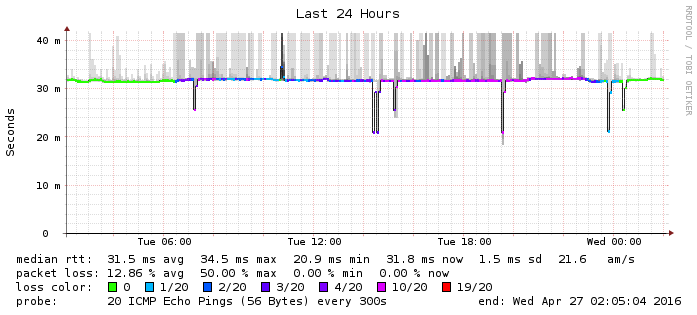 Last 24 Hours
RRDTOOL / TOBI OETIKER
Seconds
40 m
30 m
20 m
10 m
0
Tue 06:00 Tue 12:00 Tue 18:00 Wed 00:00
median rtt: 31.5 ms avg 34.5 ms max 20.9 ms min 31.8 ms now 1.5 ms sd 21.6 am/s
packet loss: 12.86 % avg 50.00 % max 0.00 % min 0.00 % now
loss color: 0 1/20 2/20 3/20 4/20 10/20 19/20
probe: 20 ICMP Echo Pings (56 Bytes) every 300s end: Wed Apr 27 02:05:04 2016